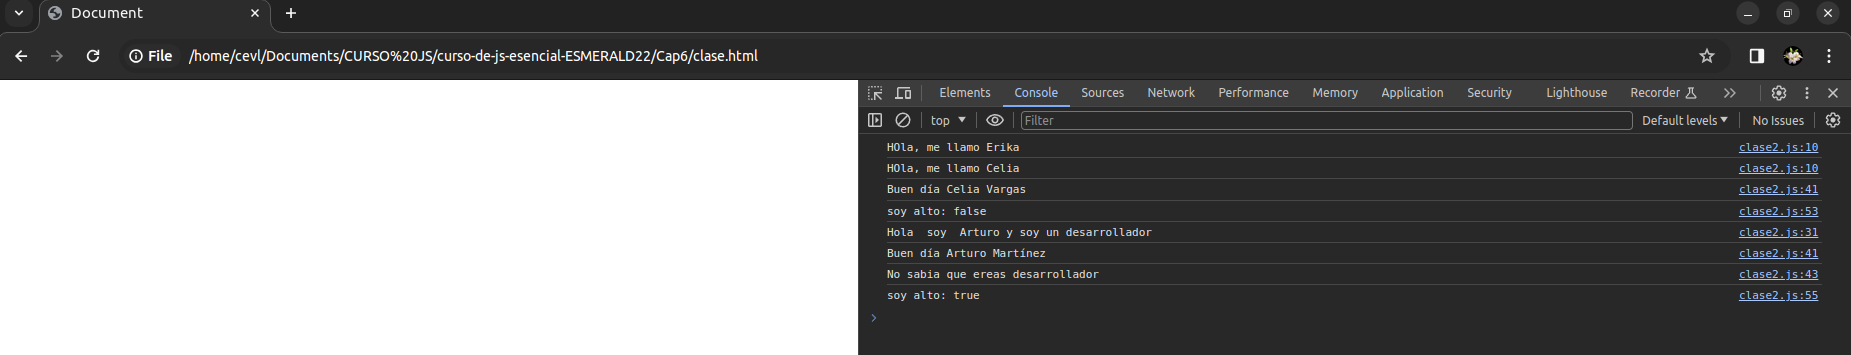 Document
File /home/cevl/Documents/CURSO%20JS/curso-de-js-esencial-ESMERALD22/Cap6/clase.html
Elements Console Sources Network Performance Memory Application Security Lighthouse Recorder
top Filter Default levels No Issues
HOla, me llamo Erika clase2.js:10
HOla, me llamo Celia clase2.js:10
Buen día Celia Vargas clase2.js:41
soy alto: false clase2.js:53
Hola  soy  Arturo y soy un desarrollador clase2.js:31
Buen día Arturo Martínez clase2.js:41
No sabia que ereas desarrollador clase2.js:43
soy alto: true clase2.js:55